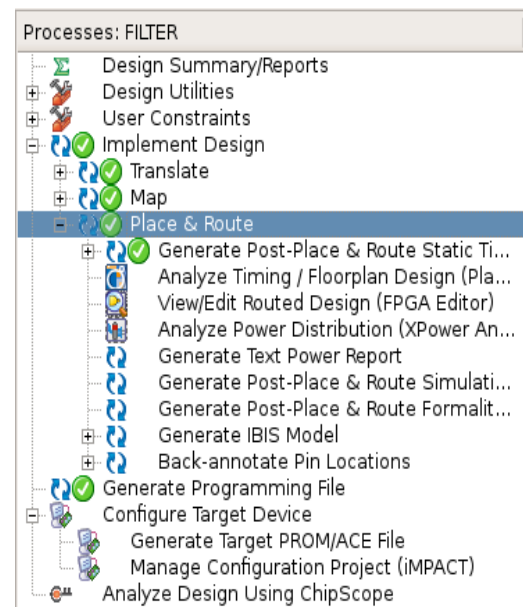 Processes: FILTER
Design Summary/Reports
Design Utilities
User Constraints
Implement Design
Translate
Map
Place & Route
Generate Post-Place & Route Static Ti...
Analyze Timing / Floorplan Design (Pla...
View/Edit Routed Design (FPGA Editor)
Analyze Power Distribution (XPower An...
Generate Text Power Report
Generate Post-Place & Route Simulati...
Generate Post-Place & Route Formalit...
Generate IBIS Model
Back-annotate Pin Locations
Generate Programming File
Configure Target Device
Generate Target PROM/ACE File
Manage Configuration Project (iMPACT)
Analyze Design Using ChipScope